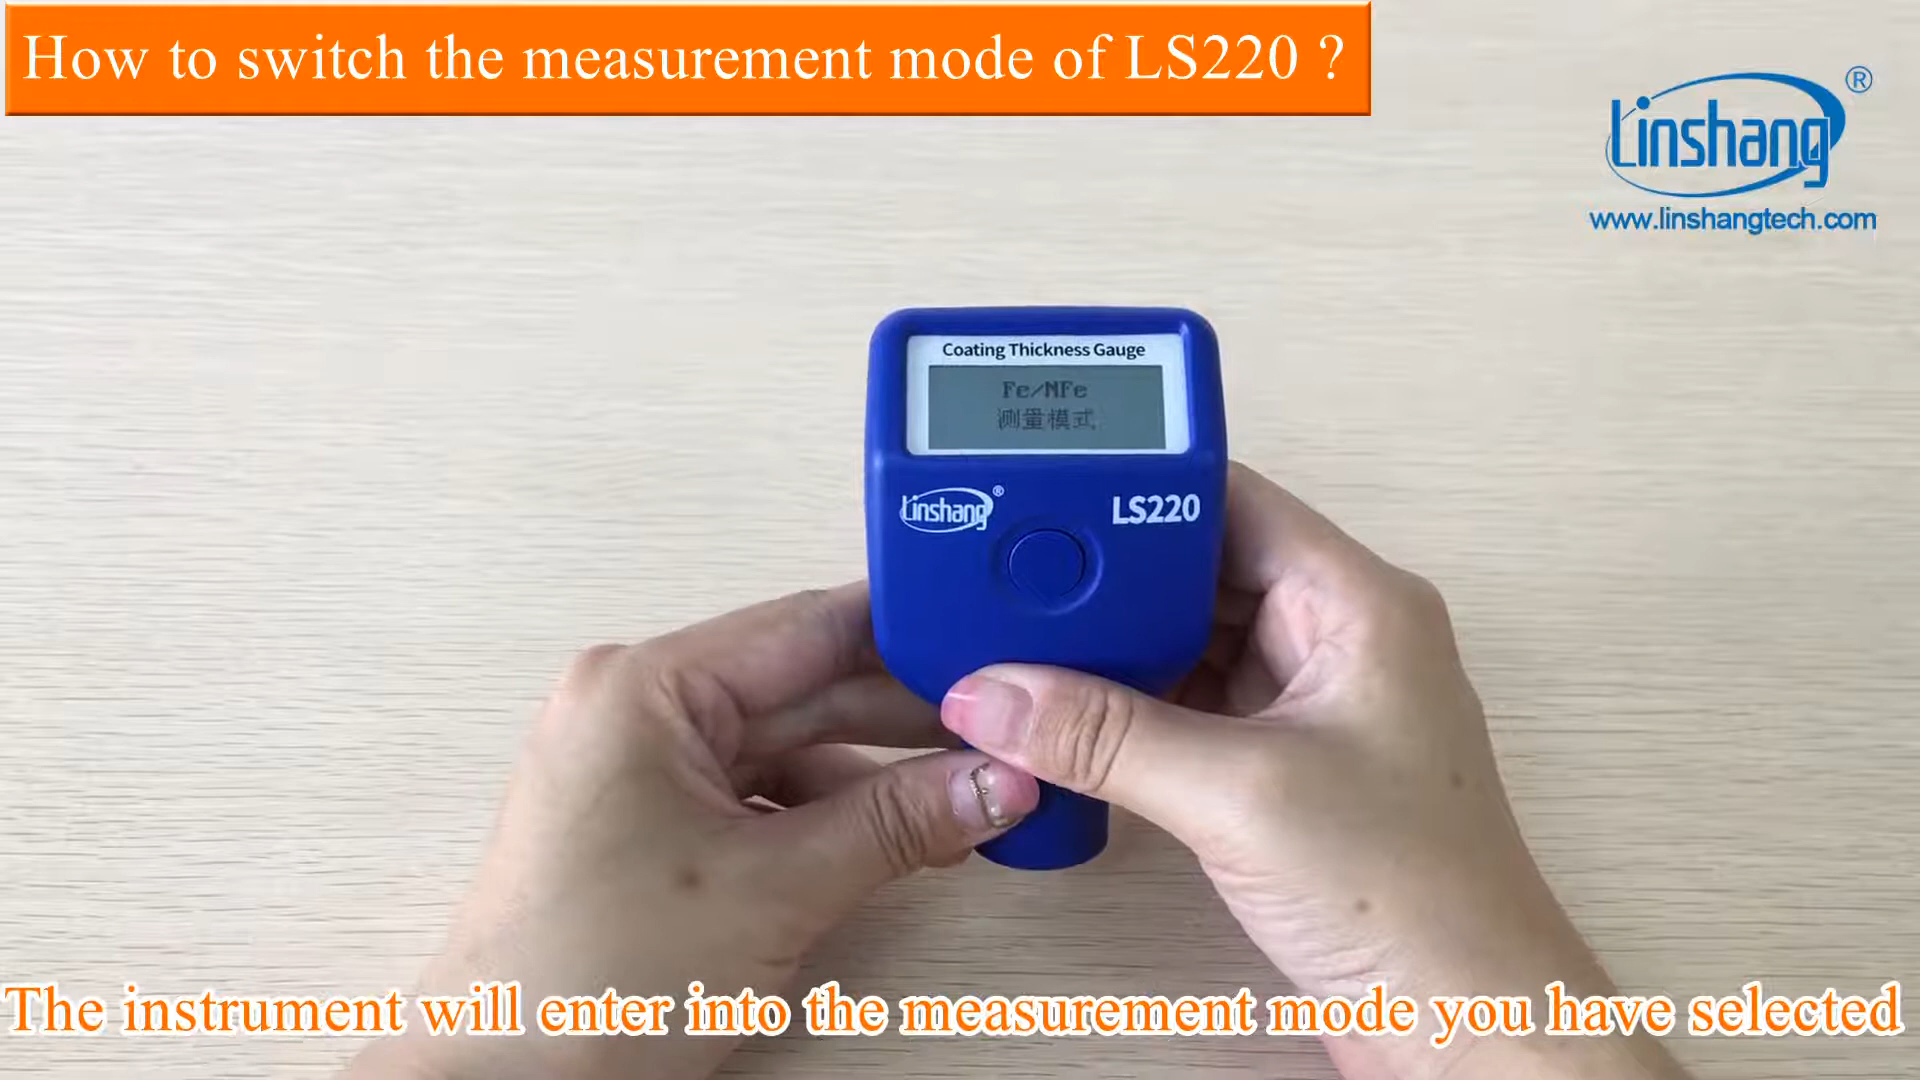 How to switch the measurement mode of LS220 ?
Linshang ®
www.linshangtech.com
Coating Thickness Gauge
Fe/NFe
测量模式
Linshang ®
LS220
The instrument will enter into the measurement mode you have selected